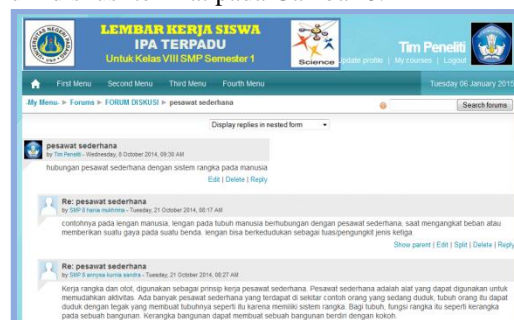 LEMBAR KERJA SISWA
IPA TERPADU
Untuk Kelas VIII SMP Semester 1
Science
Tim Peneliti
Update profile | My courses | Logout
First Menu Second Menu Third Menu Fourth Menu
Tuesday 06 January 2015
My Menu ► Forums ► FORUM DISKUSI ► pesawat sederhana
Search forums
Display replies in nested form
pesawat sederhana
by Tim Peneliti - Wednesday, 8 October 2014, 09:30 AM
hubungan pesawat sederhana dengan sistem rangka pada manusia
Edit | Delete | Reply
Re: pesawat sederhana
by SMP 8 - Tuesday, 21 October 2014, 08:17 AM
contohnya pada lengan manusia, lengan pada tubuh manusia berhubungan dengan pesawat sederhana, saat mengangkat beban atau
memberikan suatu gaya pada suatu benda. lengan bisa berkedudukan sebagai tuas/pengungkit jenis ketiga
Show parent | Edit | Split | Delete | Reply
Re: pesawat sederhana
by SMP 8 - Tuesday, 21 October 2014, 08:27 AM
Kerja rangka dan otot, digunakan sebagai prinsip kerja pesawat sederhana. Pesawat sederhana adalah alat yang dapat digunakan untuk
memudahkan aktivitas. Ada banyak pesawat sederhana yang terdapat di sekitar contoh orang yang sedang duduk, tubuh orang itu dapat
duduk dengan tegak yang membuat tubuhnya seperti itu karena memiliki sistem rangka. Bagi tubuh, fungsi rangka itu seperti kerangka
pada sebuah bangunan. Kerangka bangunan dapat membuat sebuah bangunan berdiri dengan kokoh.